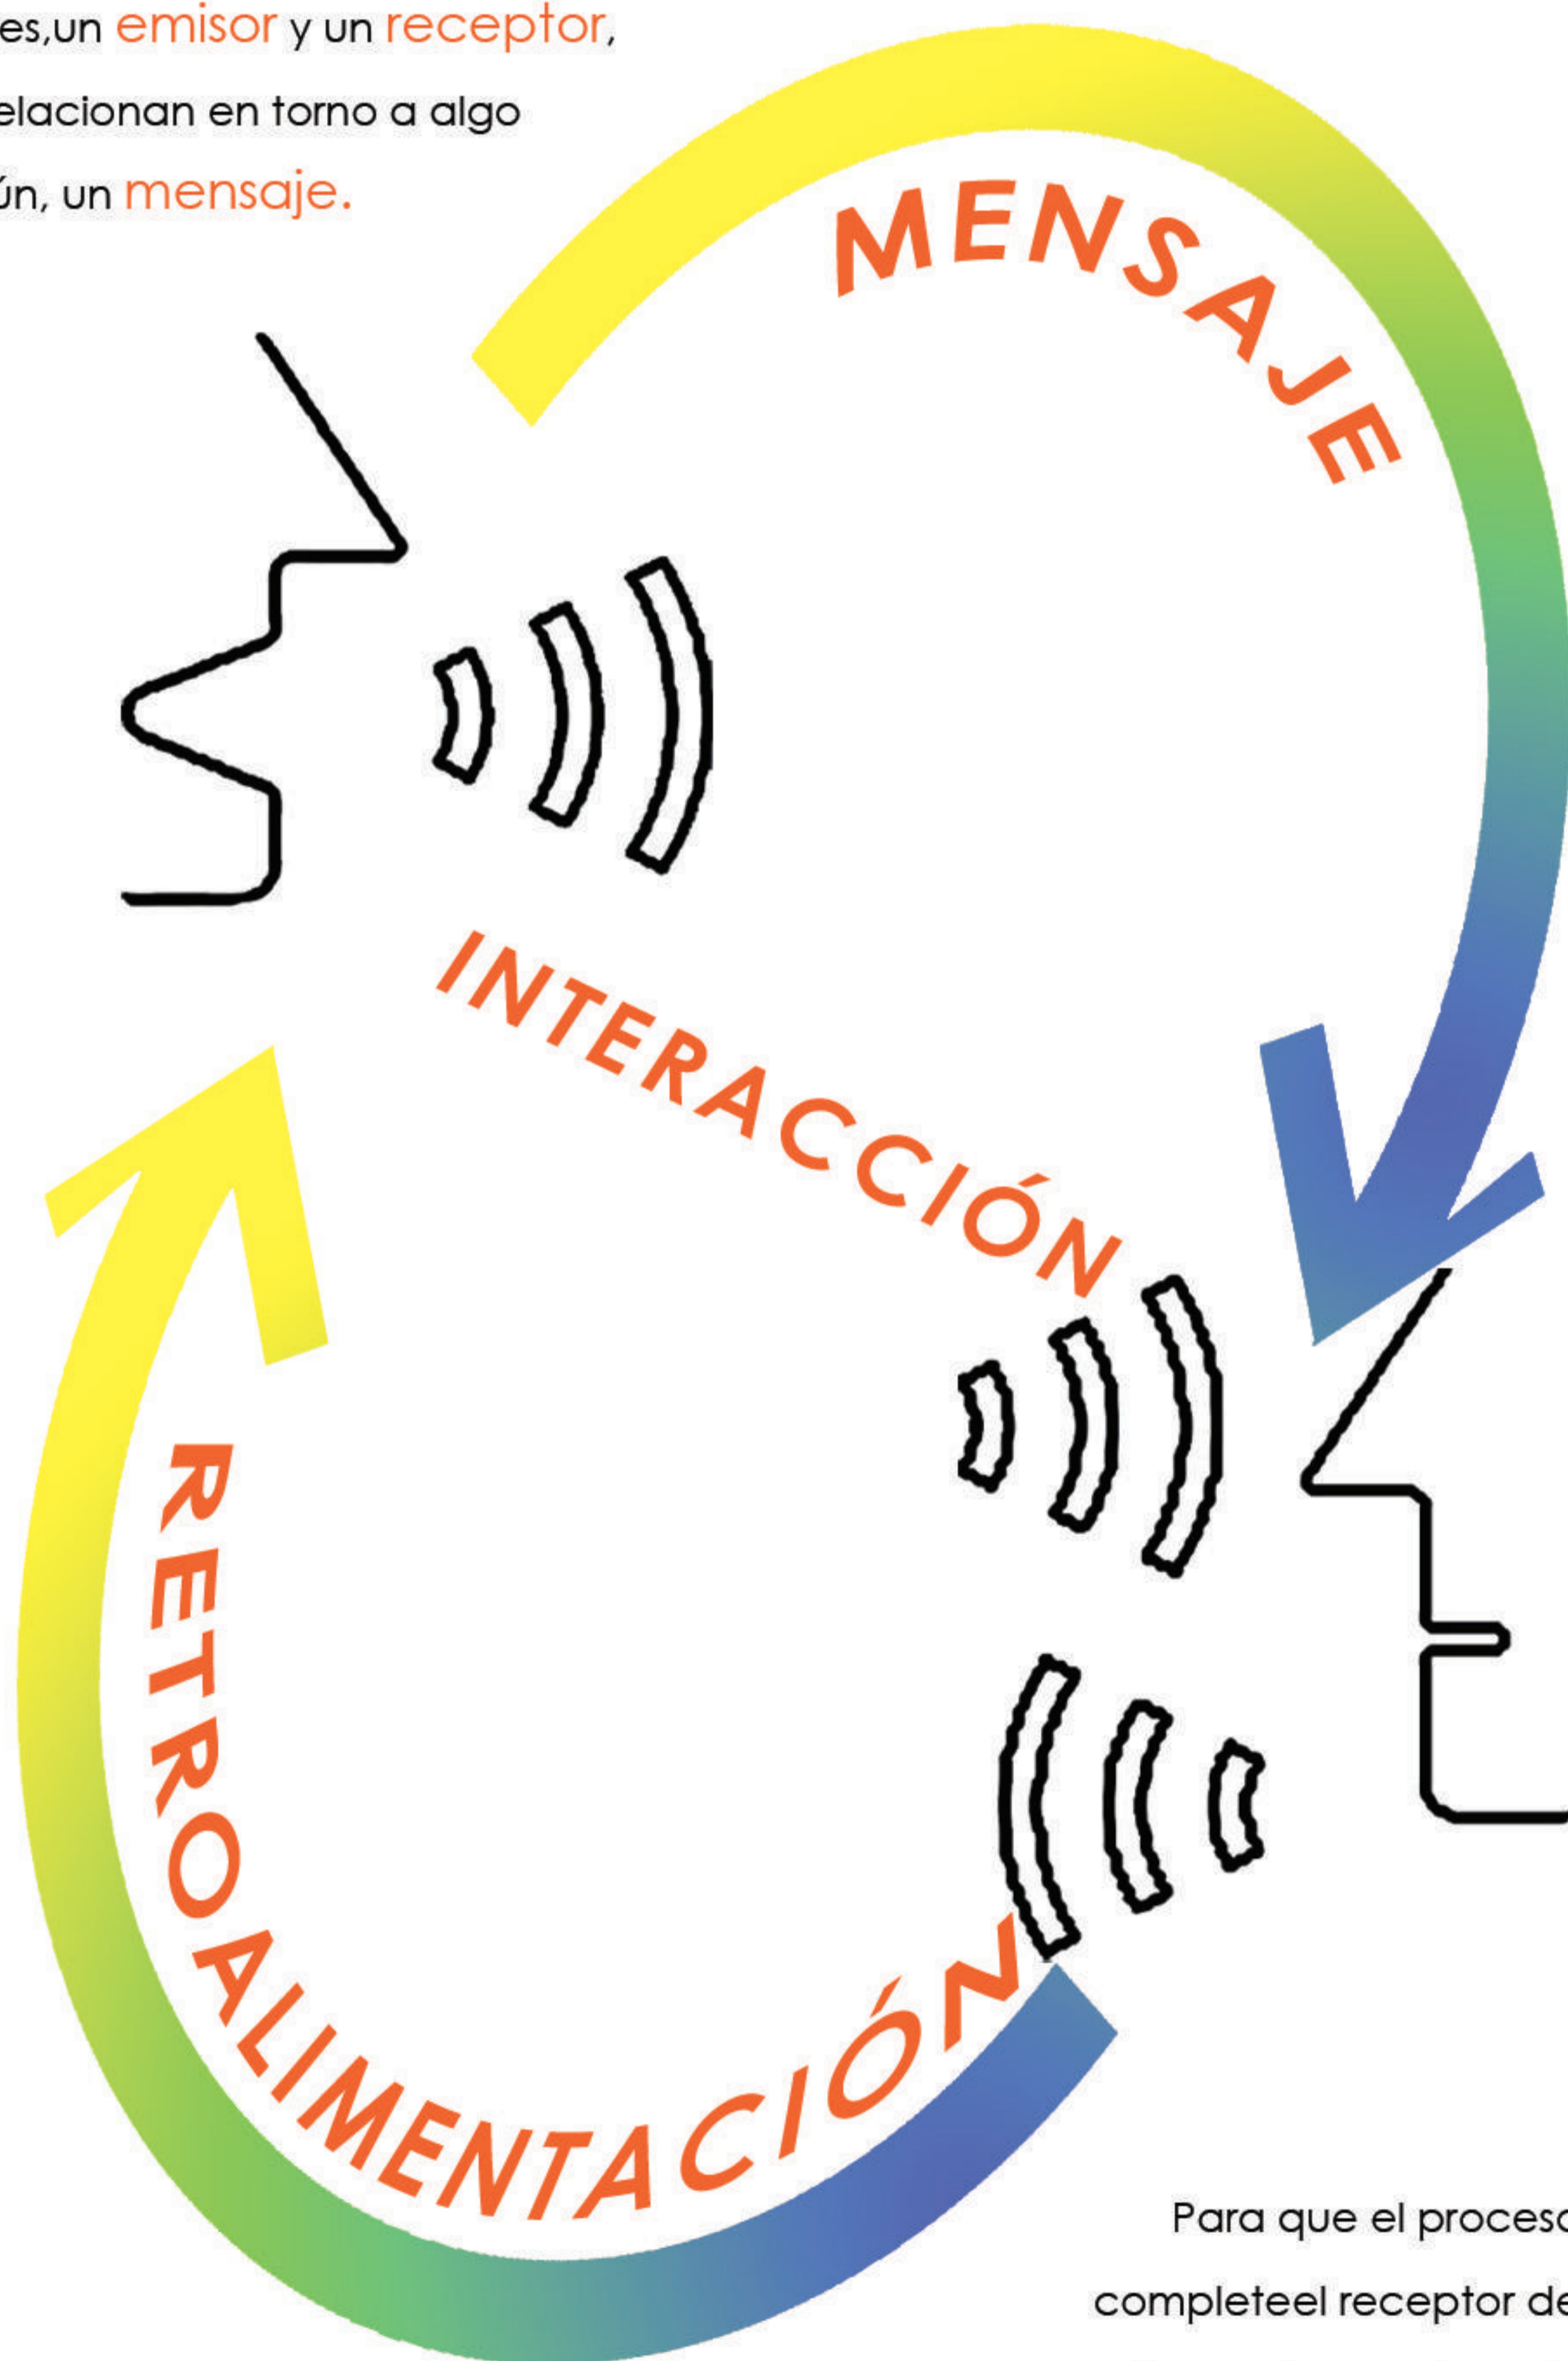 es,un emisor y un receptor,
elacionan en torno a algo
ún, un mensaje.
MENSAJE
INTERACCIÓN
RETROALIMENTACIÓN
Para que el proceso
completeel receptor de